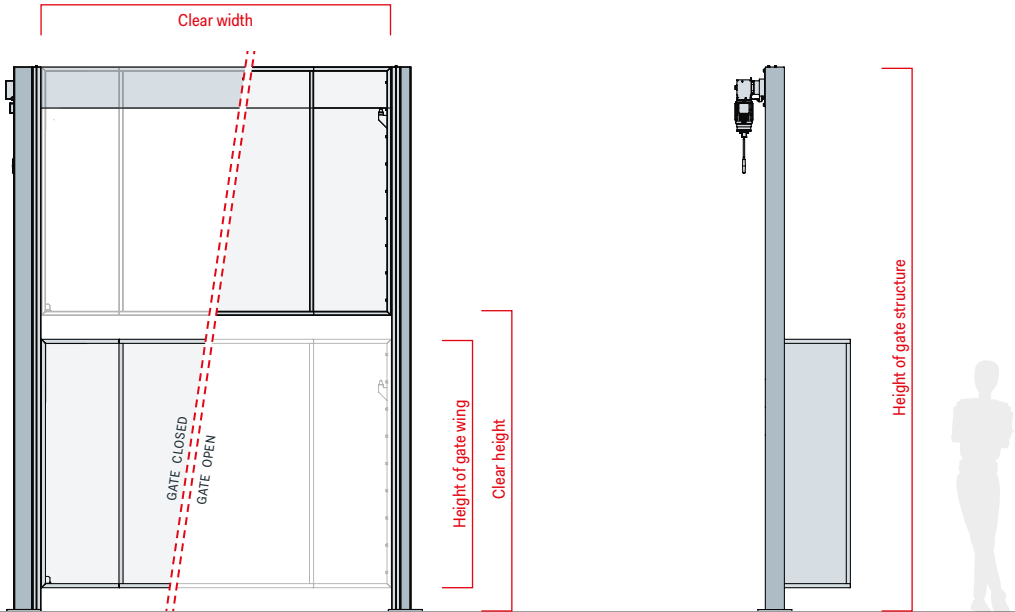 Clear width
GATE CLOSED
GATE OPEN
Height of gate wing
Clear height
Height of gate structure